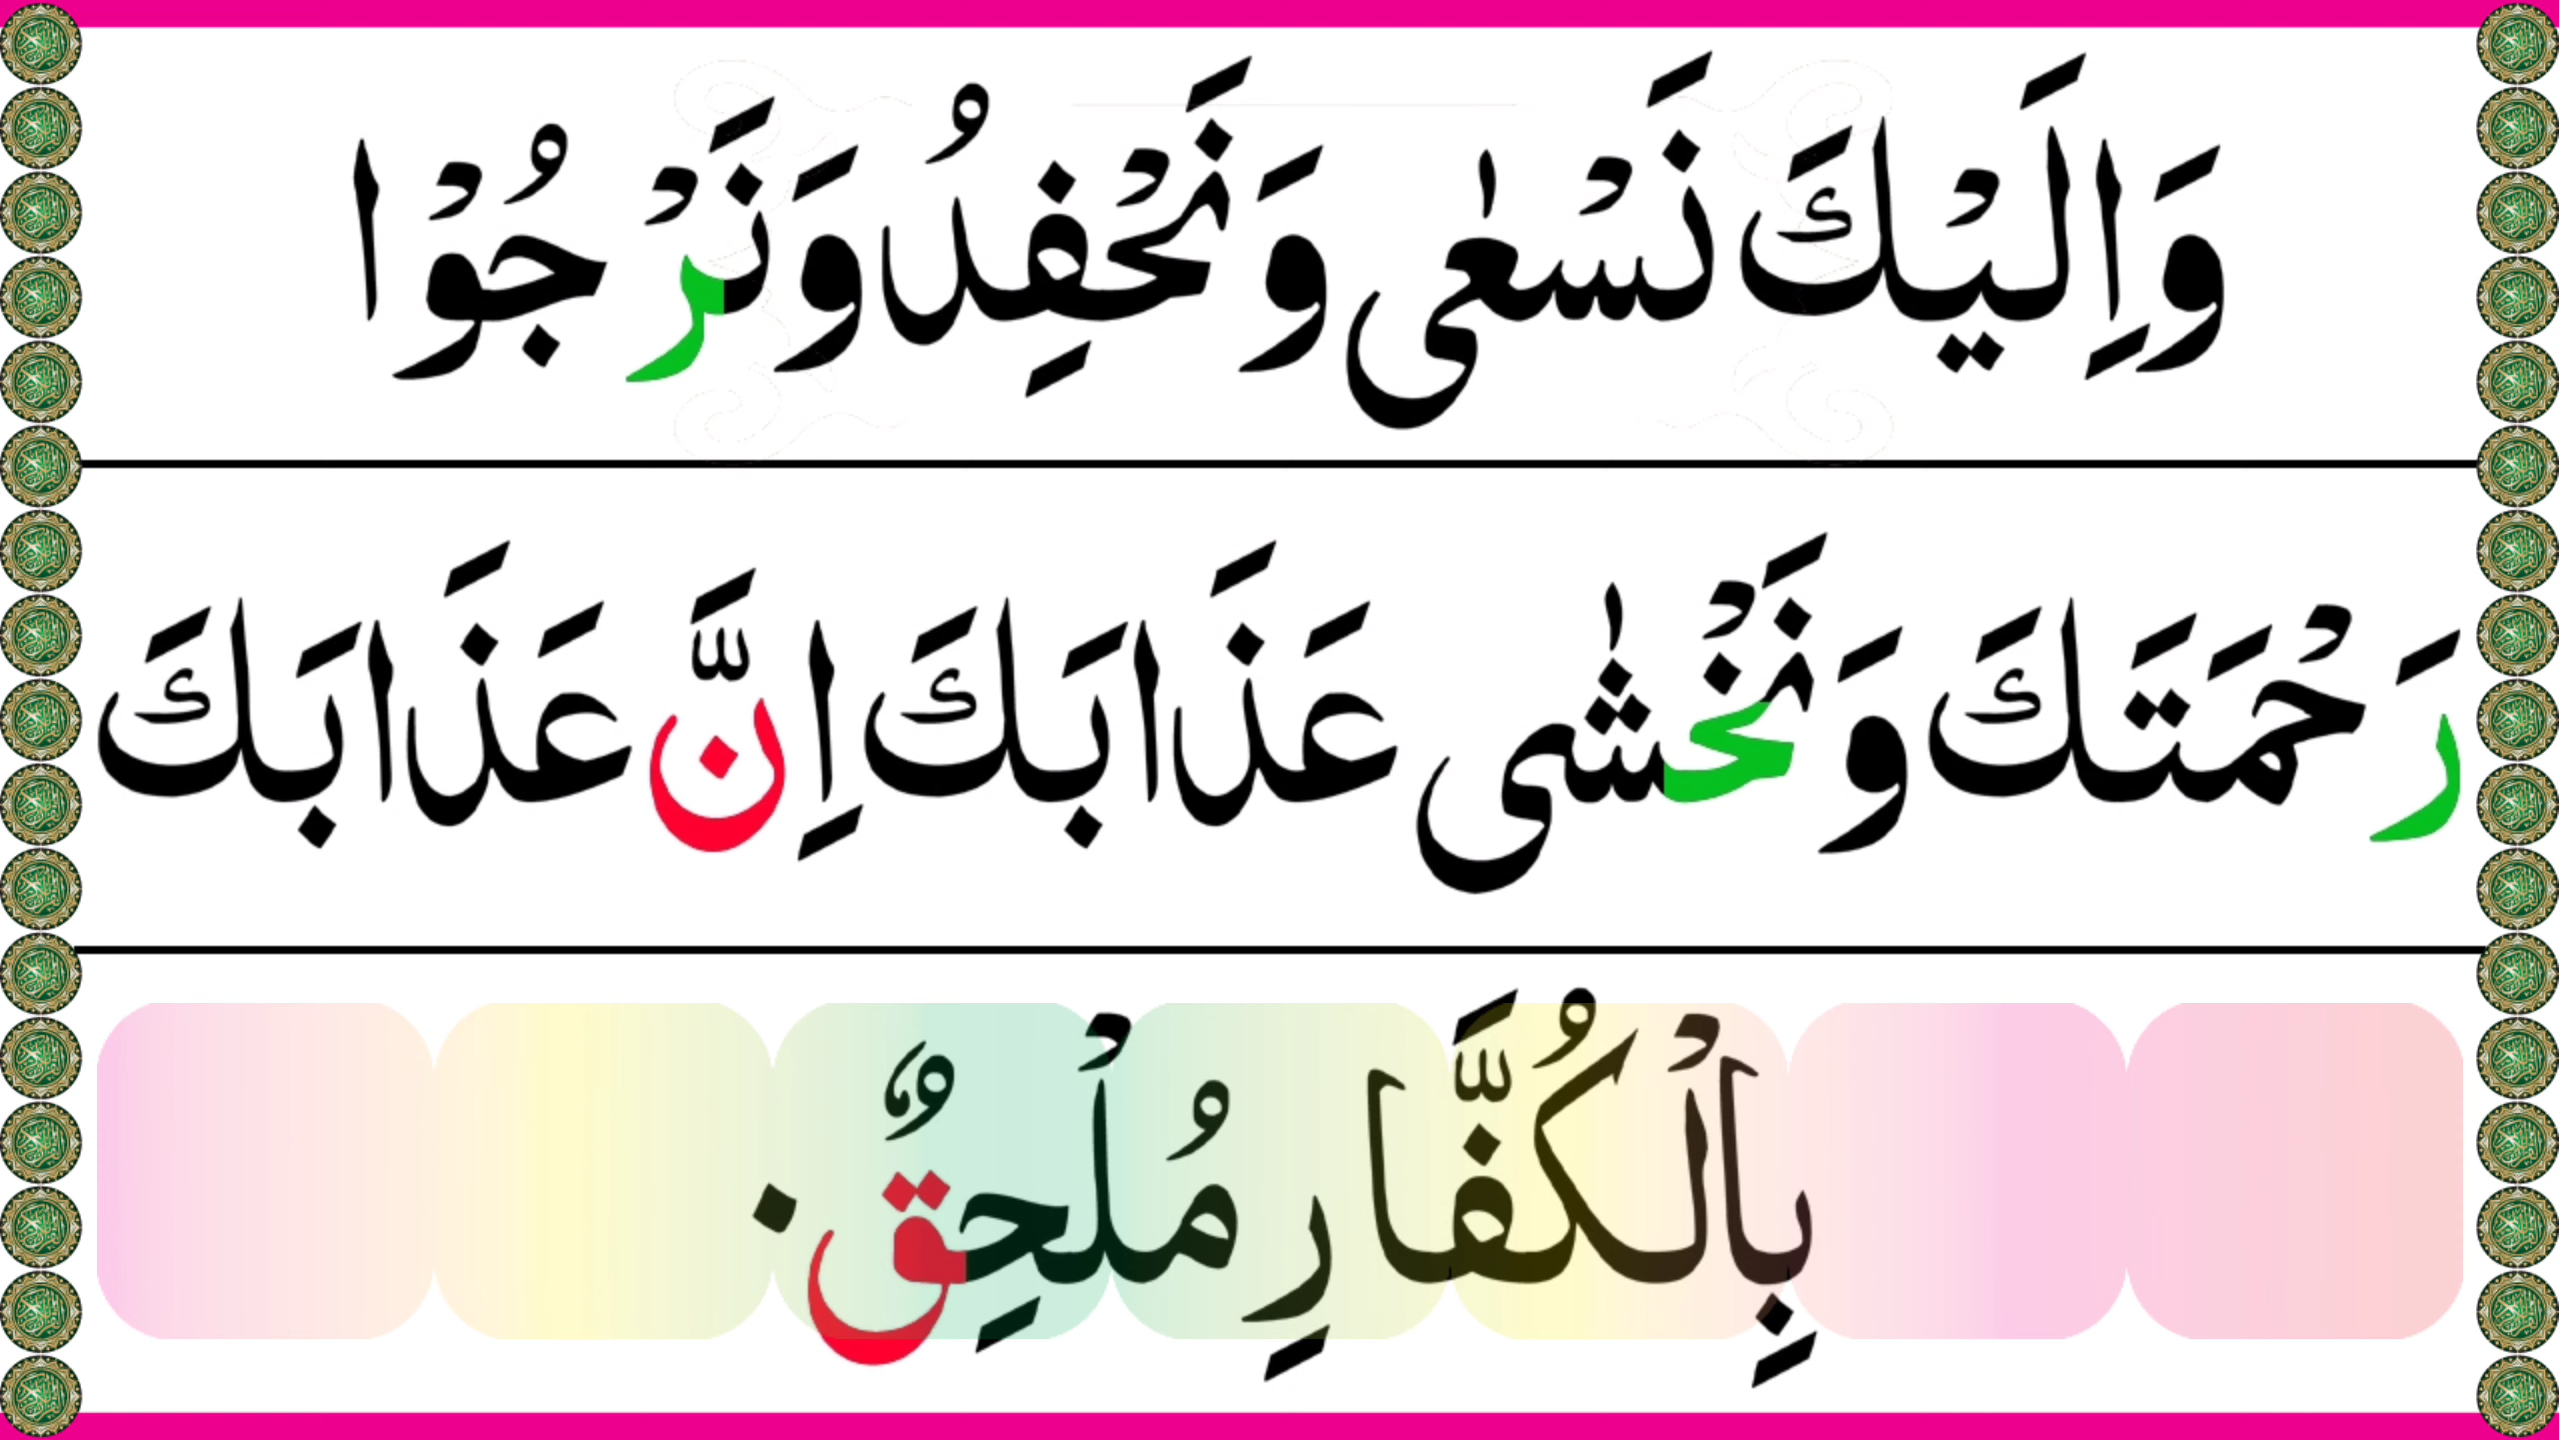 وَاِلَيْكَ نَسْعٰى وَنَحْفِدُ وَنَرْجُوْا
رَحْمَتَكَ وَنَخْشٰى عَذَابَكَ اِنَّ عَذَابَكَ
بِالْكُفَّارِ مُلْحِقٌ ۔